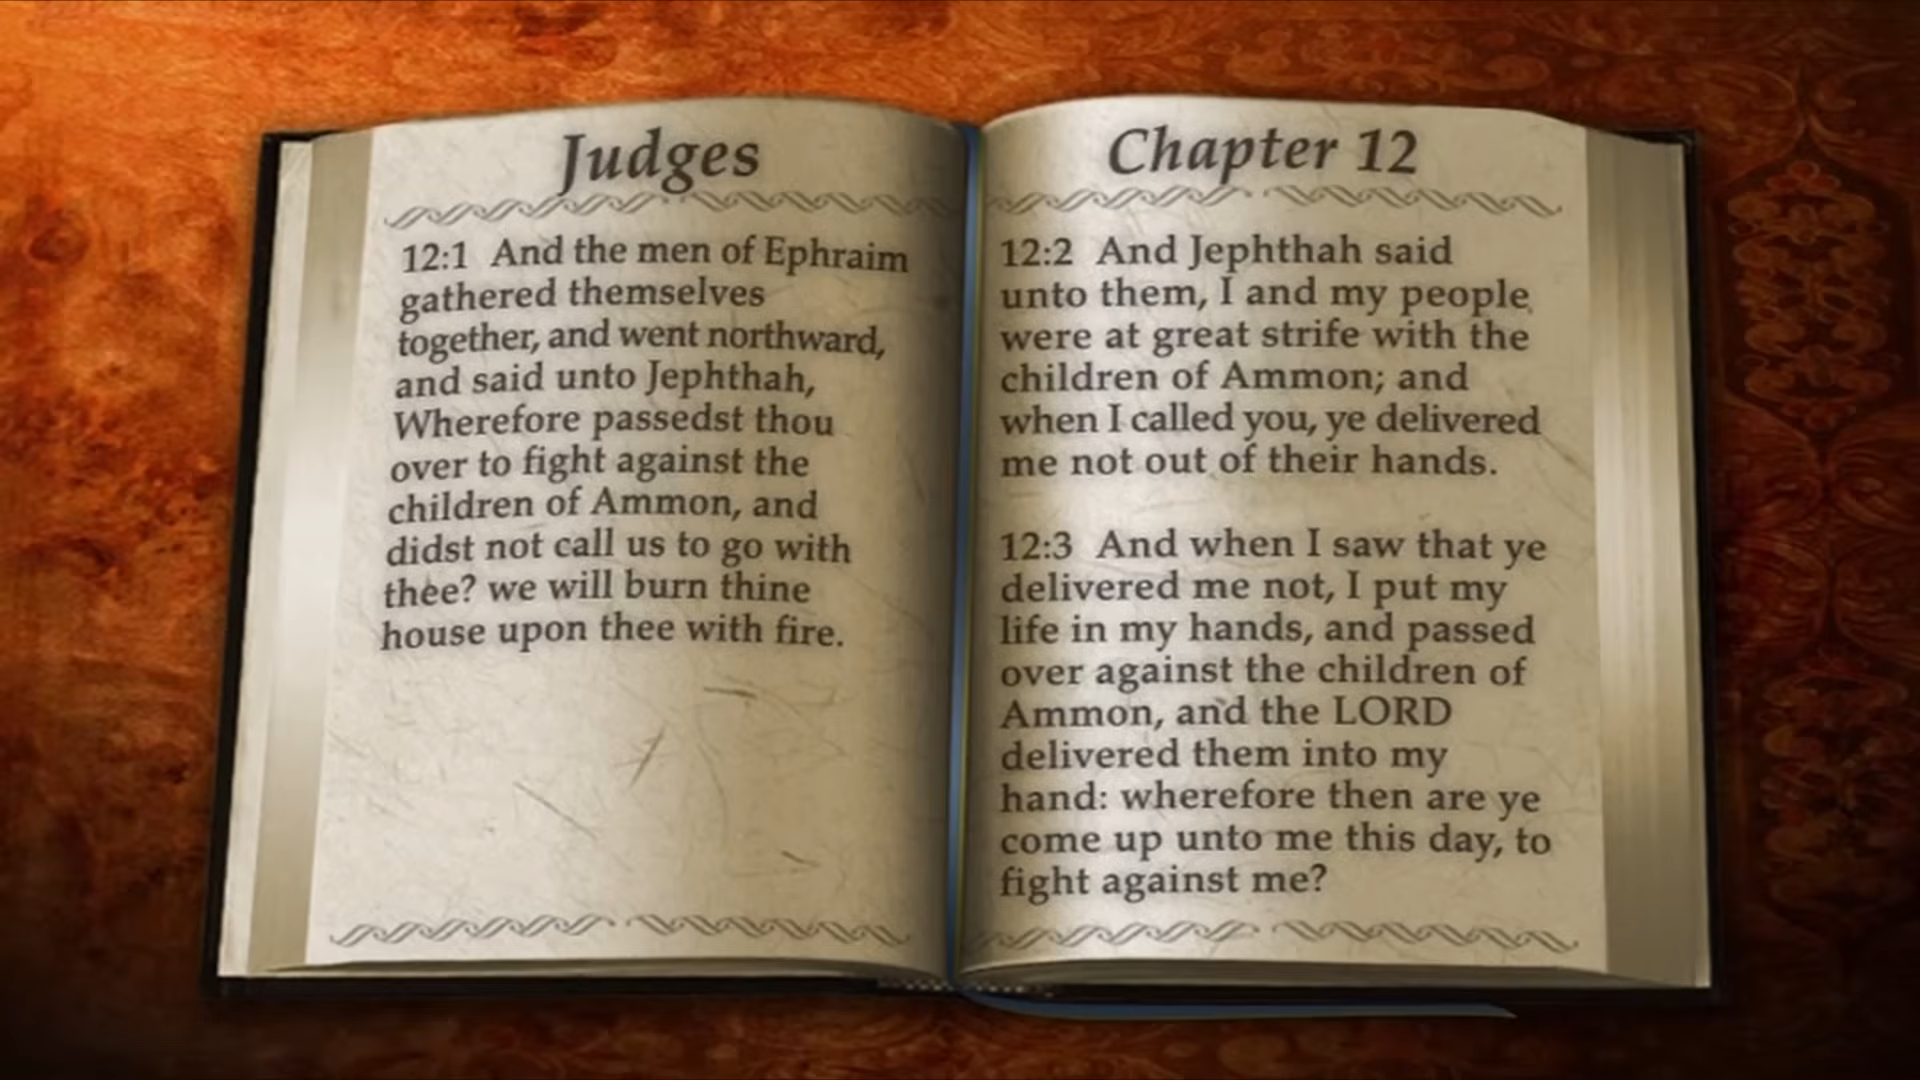 Judges
12:1 And the men of Ephraim
gathered themselves
together, and went northward,
and said unto Jephthah,
Wherefore passedst thou
over to fight against the
children of Ammon, and
didst not call us to go with
thee? we will burn thine
house upon thee with fire.
Chapter 12
12:2 And Jephthah said
unto them, I and my people
were at great strife with the
children of Ammon; and
when I called you, ye delivered
me not out of their hands.
12:3 And when I saw that ye
delivered me not, I put my
life in my hands, and passed
over against the children of
Ammon, and the LORD
delivered them into my
hand: wherefore then are ye
come up unto me this day, to
fight against me?